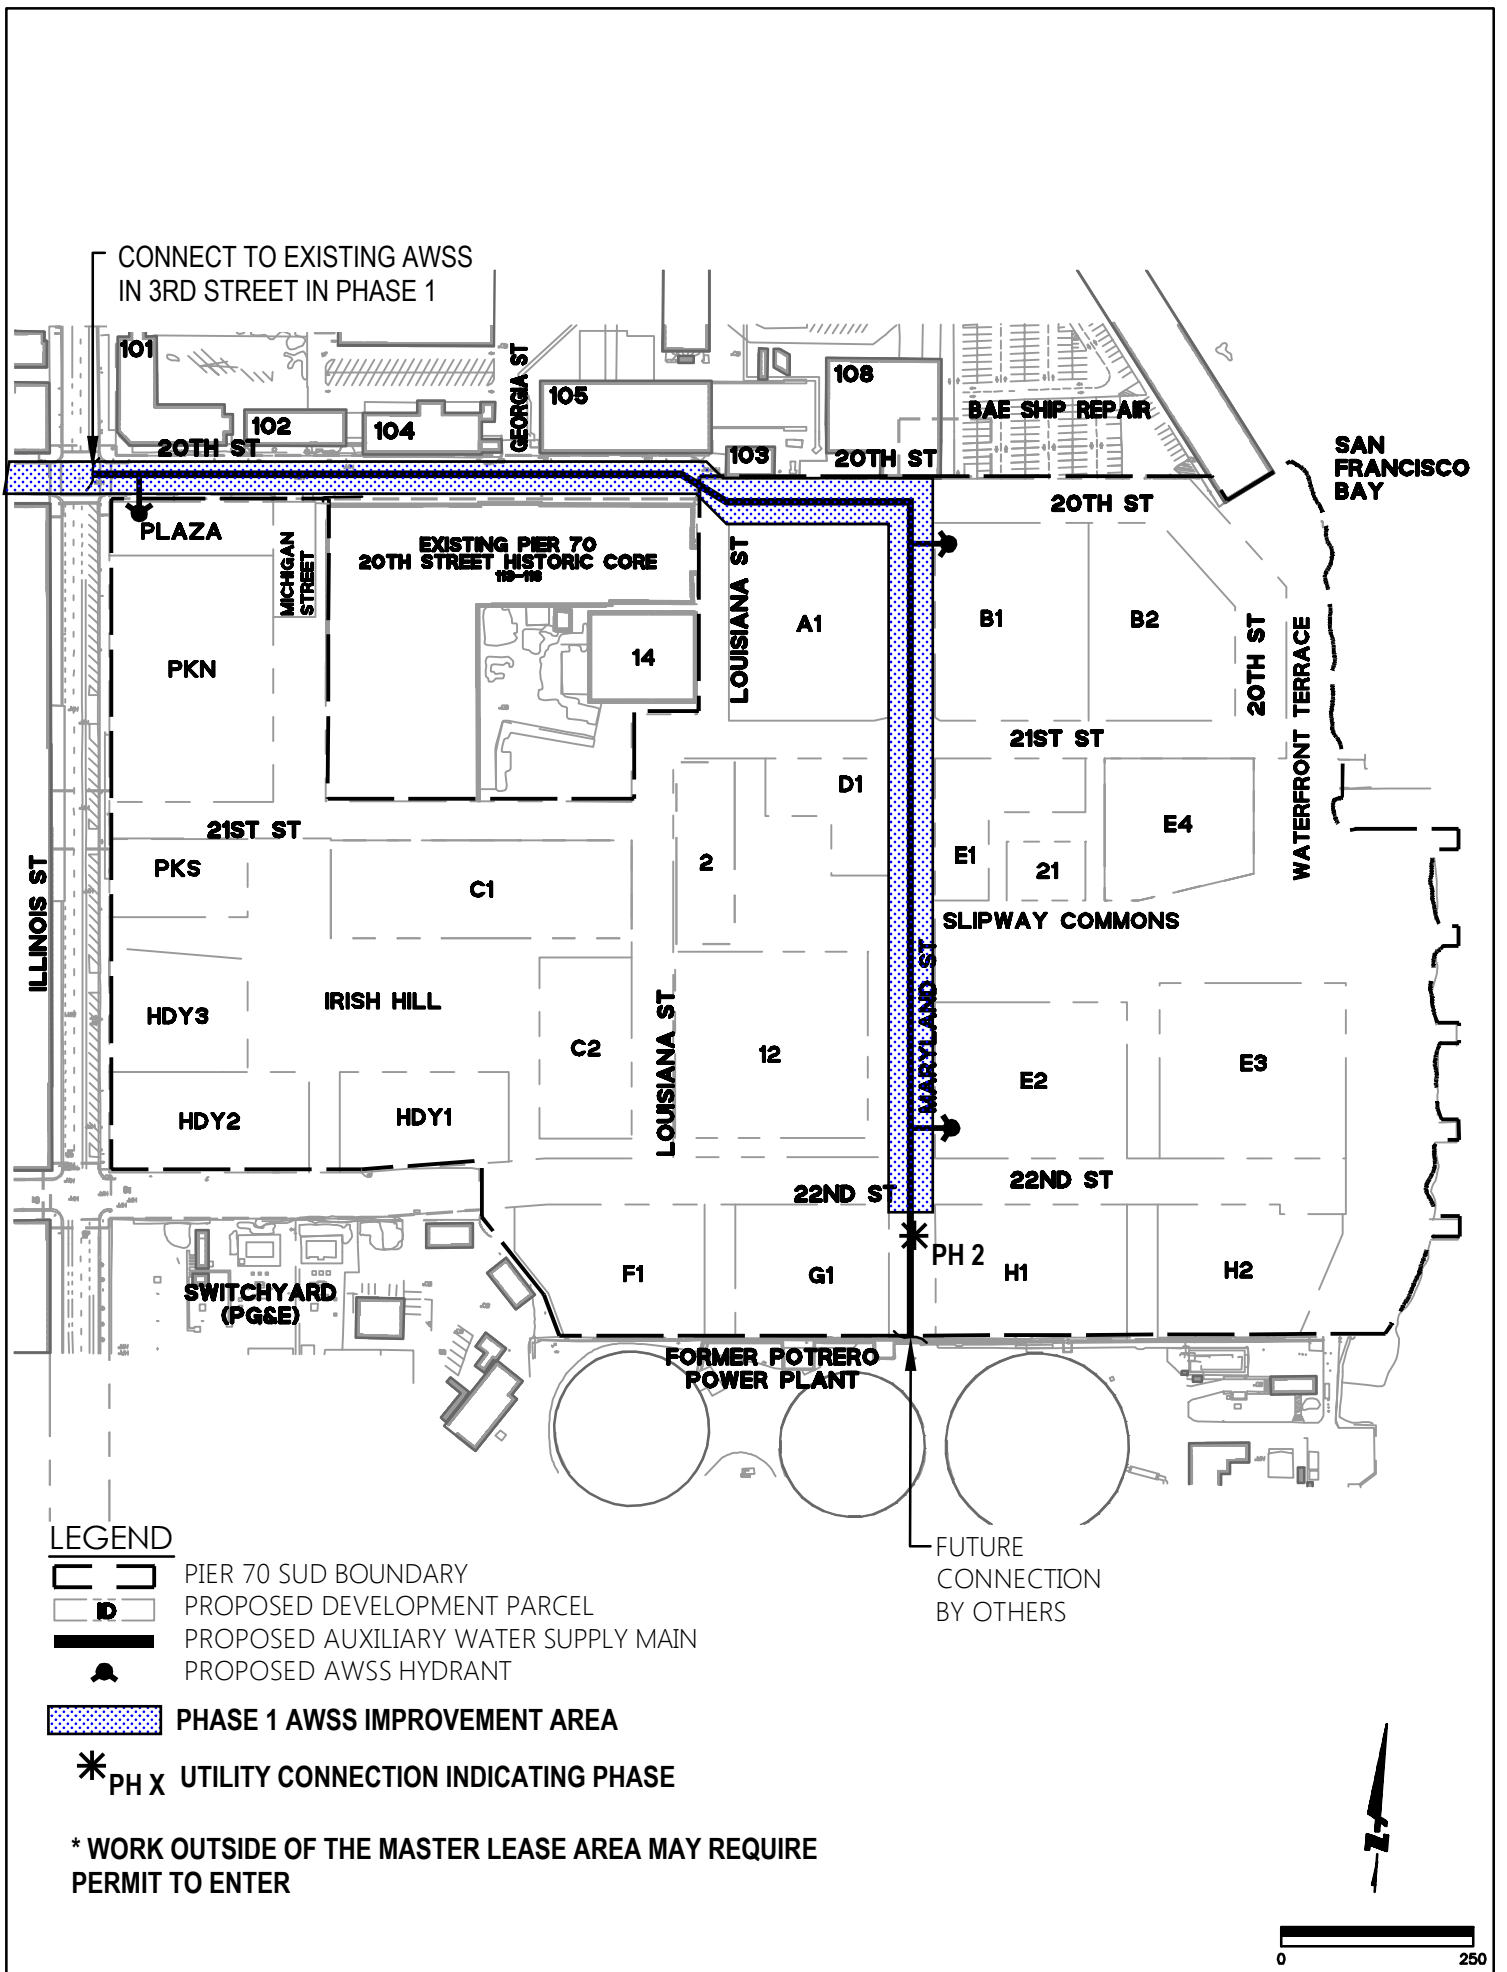 CONNECT TO EXISTING AWSS
IN 3RD STREET IN PHASE 1
101
102
104
GEORGIA ST
105
103
108
BAE SHIP REPAIR
20TH ST
20TH ST
20TH ST
SAN
FRANCISCO
BAY
PLAZA
MICHIGAN
STREET
EXISTING PIER 70
20TH STREET HISTORIC CORE
LOUISIANA ST
A1
B1
B2
20TH ST
WATERFRONT TERRACE
14
PKN
21ST ST
21ST ST
D1
E4
PKS
C1
2
E1
21
ILLINOIS ST
SLIPWAY COMMONS
MARYLAND ST
HDY3
IRISH HILL
C2
LOUISIANA ST
12
E2
E3
HDY2
HDY1
22ND ST
22ND ST
PH 2
F1
G1
H1
H2
SWITCHYARD
(PG&E)
FORMER POTRERO
POWER PLANT
FUTURE
CONNECTION
BY OTHERS
LEGEND
PIER 70 SUD BOUNDARY
ID
PROPOSED DEVELOPMENT PARCEL
PROPOSED AUXILIARY WATER SUPPLY MAIN
PROPOSED AWSS HYDRANT
PHASE 1 AWSS IMPROVEMENT AREA
PH X UTILITY CONNECTION INDICATING PHASE
* WORK OUTSIDE OF THE MASTER LEASE AREA MAY REQUIRE
PERMIT TO ENTER
0 250